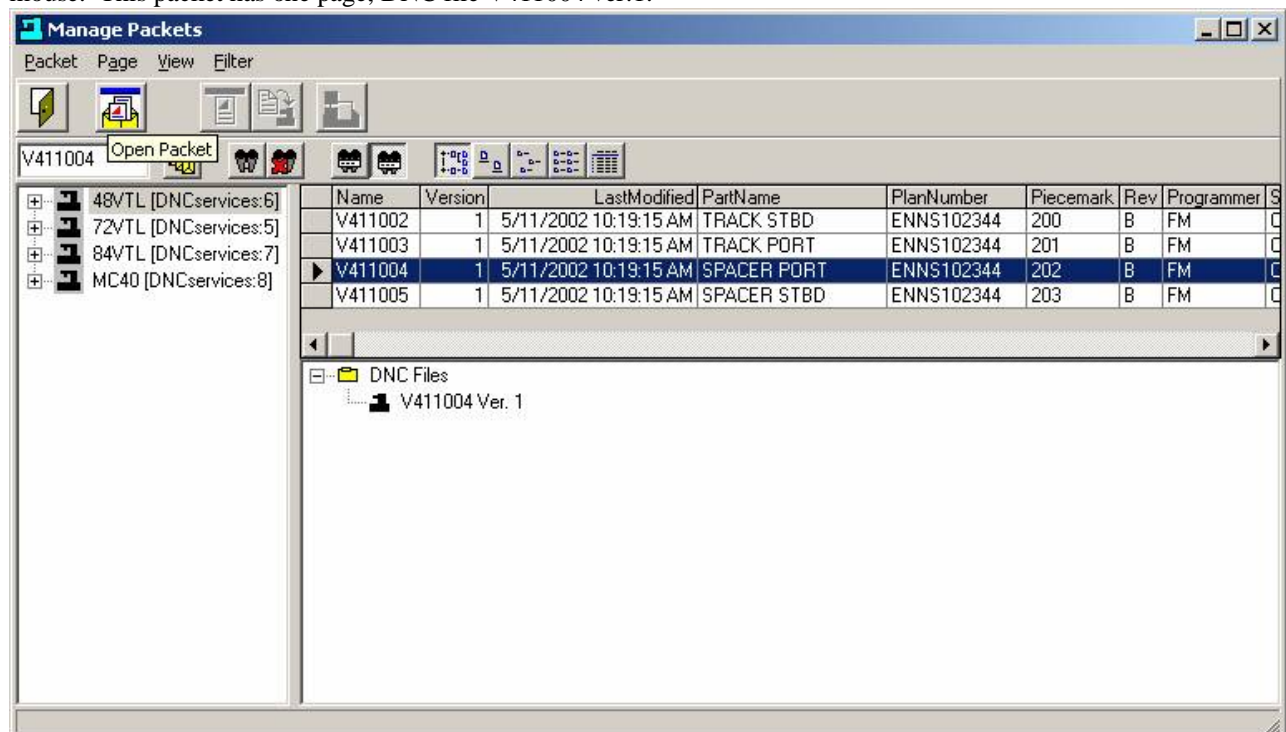 mouse. This packet has one page, DNC file V411004 ver.1.
Manage Packets
Packet Page View Filter
V411004
Open Packet
48VTL [DNCservices:6]
72VTL [DNCservices:5]
84VTL [DNCservices:7]
MC40 [DNCservices:8]
Name Version LastModified PartName PlanNumber Piecemark Rev Programmer S
V411002 1 5/11/2002 10:19:15 AM TRACK STBD ENNS102344 200 B FM
V411003 1 5/11/2002 10:19:15 AM TRACK PORT ENNS102344 201 B FM
V411004 1 5/11/2002 10:19:15 AM SPACER PORT ENNS102344 202 B FM
V411005 1 5/11/2002 10:19:15 AM SPACER STBD ENNS102344 203 B FM
DNC Files
V411004 Ver. 1